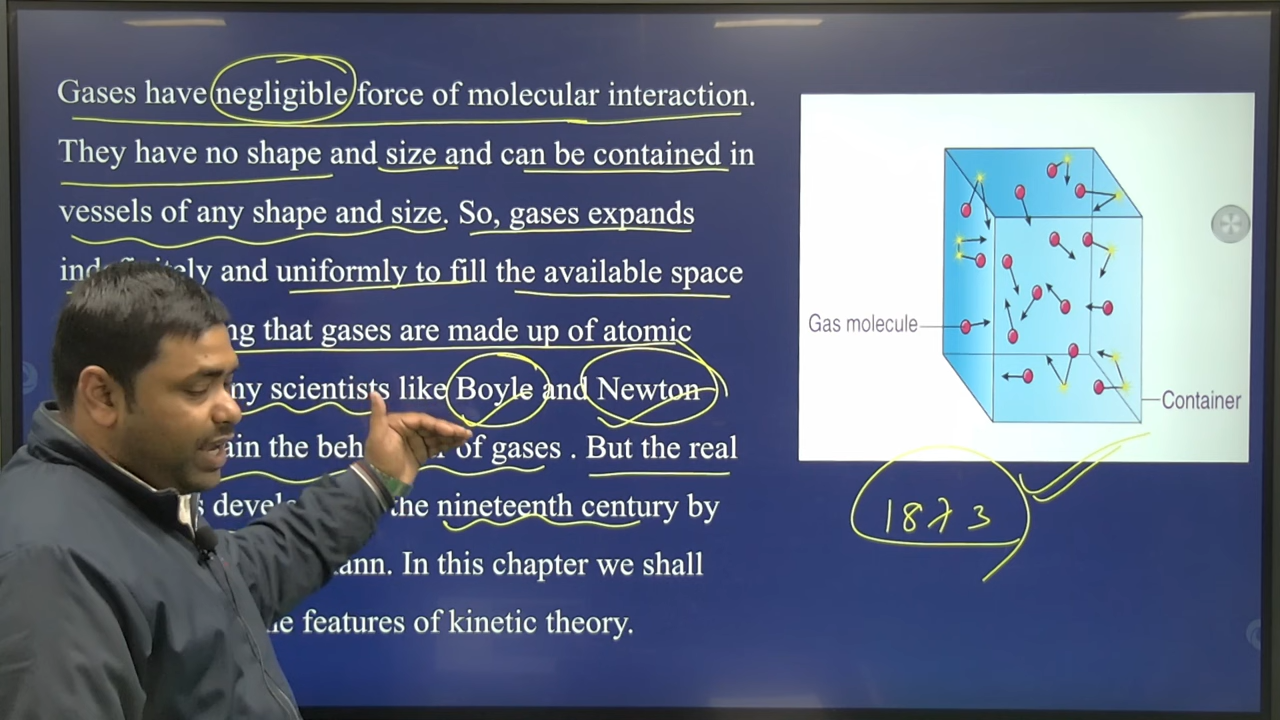 Gases have negligible force of molecular interaction.
They have no shape and size and can be contained in
vessels of any shape and size. So, gases expands
and uniformly to fill the available space
that gases are made up of atomic
scientists like Boyle and Newton
the of gases . But the real
the nineteenth century by
In this chapter we shall
features of kinetic theory.
Gas molecule
Container
1873